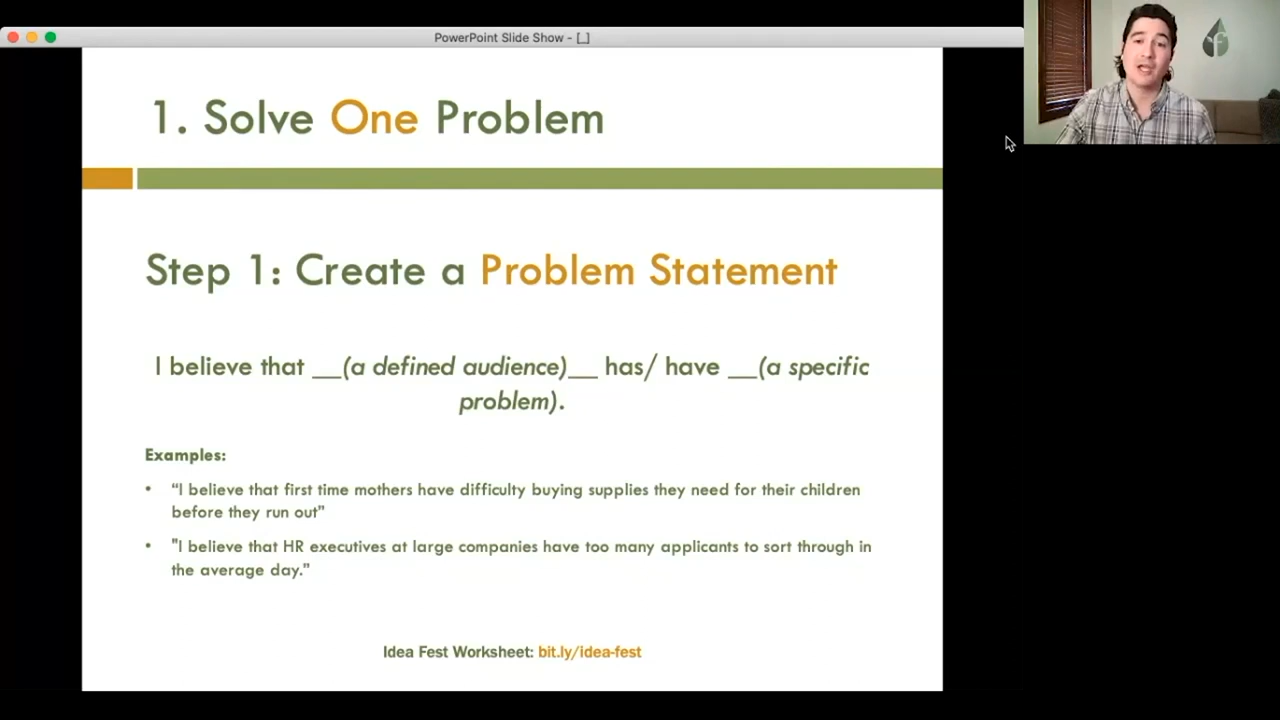 PowerPoint Slide Show - [_]
1. Solve One Problem
Step 1: Create a Problem Statement
I believe that __(a defined audience)__ has/ have __(a specific
problem).
Examples:
• “I believe that first time mothers have difficulty buying supplies they need for their children
before they run out”
• "I believe that HR executives at large companies have too many applicants to sort through in
the average day."
Idea Fest Worksheet: bit.ly/idea-fest